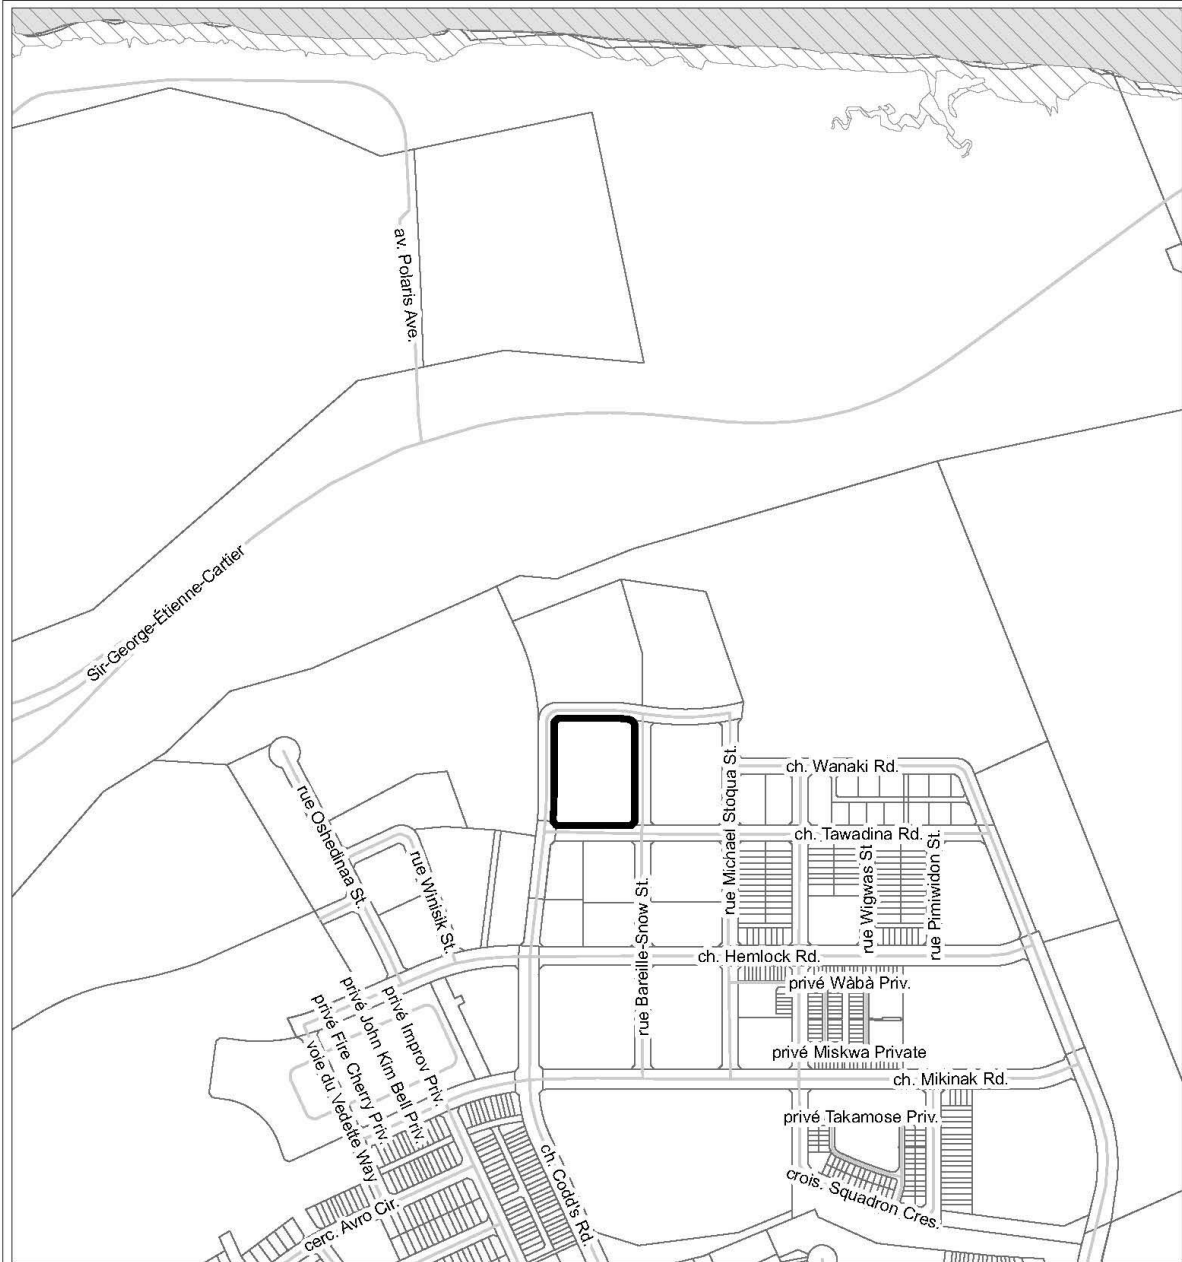 av. Polaris Ave.
Sir-George-Étienne-Cartier
rue Oshedinaa St.
rue Winisik St.
rue Michael Stoqua St.
ch. Wanaki Rd.
ch. Tawadina Rd.
rue Bareille-Snow St.
rue Wigwas St.
rue Pimiwidon St.
ch. Hemlock Rd.
privé Wàbà Priv.
privé Improv Priv.
privé John Kim Bell Priv.
privé Fire Cherry Priv.
voie du Vedette Way
privé Miskwa Private
ch. Mikinak Rd.
privé Takamose Priv.
crois. Squadron Cres.
ch. Codd's Rd.
cerc. Avro Cir.